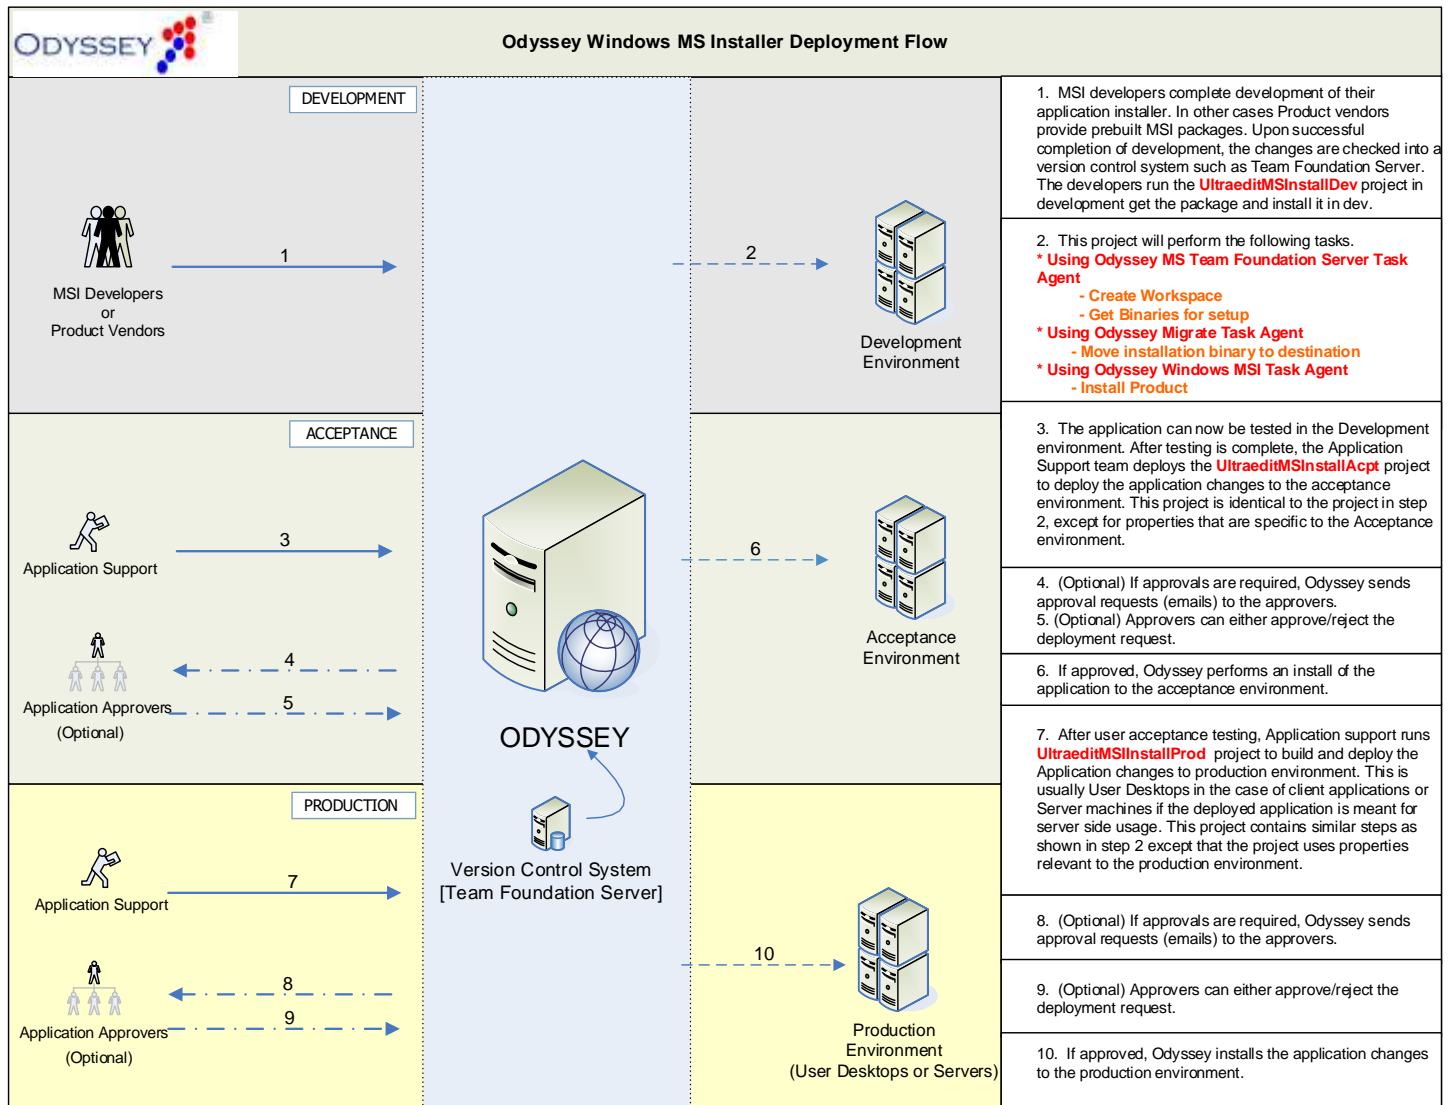 ODYSSEY
Odyssey Windows MS Installer Deployment Flow
DEVELOPMENT
1
MSI Developers
or
Product Vendors
2
Development
Environment
ACCEPTANCE
3
Application Support
4
5
Application Approvers
(Optional)
6
Acceptance
Environment
ODYSSEY
Version Control System
[Team Foundation Server]
PRODUCTION
7
Application Support
8
9
Application Approvers
(Optional)
10
Production
Environment
(User Desktops or Servers)
1. MSI developers complete development of their
application installer. In other cases Product vendors
provide prebuilt MSI packages. Upon successful
completion of development, the changes are checked into a
version control system such as Team Foundation Server.
The developers run the UltraeditMSInstallDev project in
development get the package and install it in dev.
2. This project will perform the following tasks.
* Using Odyssey MS Team Foundation Server Task
Agent
- Create Workspace
- Get Binaries for setup
* Using Odyssey Migrate Task Agent
- Move installation binary to destination
* Using Odyssey Windows MSI Task Agent
- Install Product
3. The application can now be tested in the Development
environment. After testing is complete, the Application
Support team deploys the UltraeditMSInstallAcpt project
to deploy the application changes to the acceptance
environment. This project is identical to the project in step
2, except for properties that are specific to the Acceptance
environment.
4. (Optional) If approvals are required, Odyssey sends
approval requests (emails) to the approvers.
5. (Optional) Approvers can either approve/reject the
deployment request.
6. If approved, Odyssey performs an install of the
application to the acceptance environment.
7. After user acceptance testing, Application support runs
UltraeditMSIInstallProd project to build and deploy the
Application changes to production environment. This is
usually User Desktops in the case of client applications or
Server machines if the deployed application is meant for
server side usage. This project contains similar steps as
shown in step 2 except that the project uses properties
relevant to the production environment.
8. (Optional) If approvals are required, Odyssey sends
approval requests (emails) to the approvers.
9. (Optional) Approvers can either approve/reject the
deployment request.
10. If approved, Odyssey installs the application changes
to the production environment.